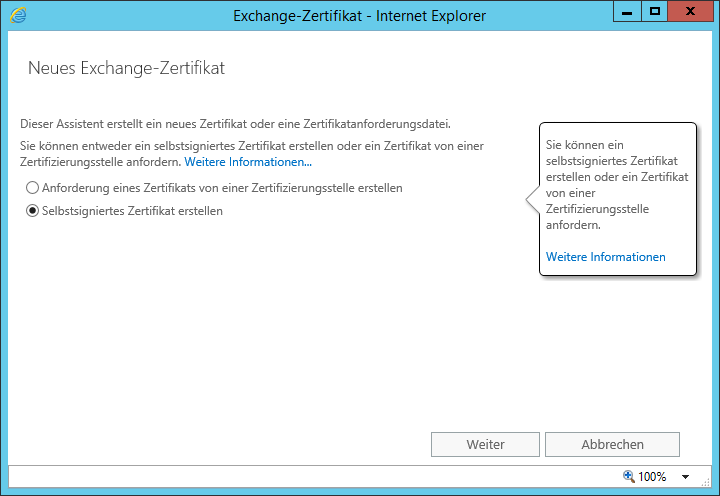 Exchange-Zertifikat - Internet Explorer
Neues Exchange-Zertifikat
Dieser Assistent erstellt ein neues Zertifikat oder eine Zertifikatanforderungsdatei.
Sie können entweder ein selbstsigniertes Zertifikat erstellen oder ein Zertifikat von einer
Zertifizierungsstelle anfordern. Weitere Informationen...
Anforderung eines Zertifikats von einer Zertifizierungsstelle erstellen
Selbstsigniertes Zertifikat erstellen
Sie können ein
selbstsigniertes Zertifikat
erstellen oder ein Zertifikat
von einer
Zertifizierungsstelle
anfordern.
Weitere Informationen
Weiter
Abbrechen
100%